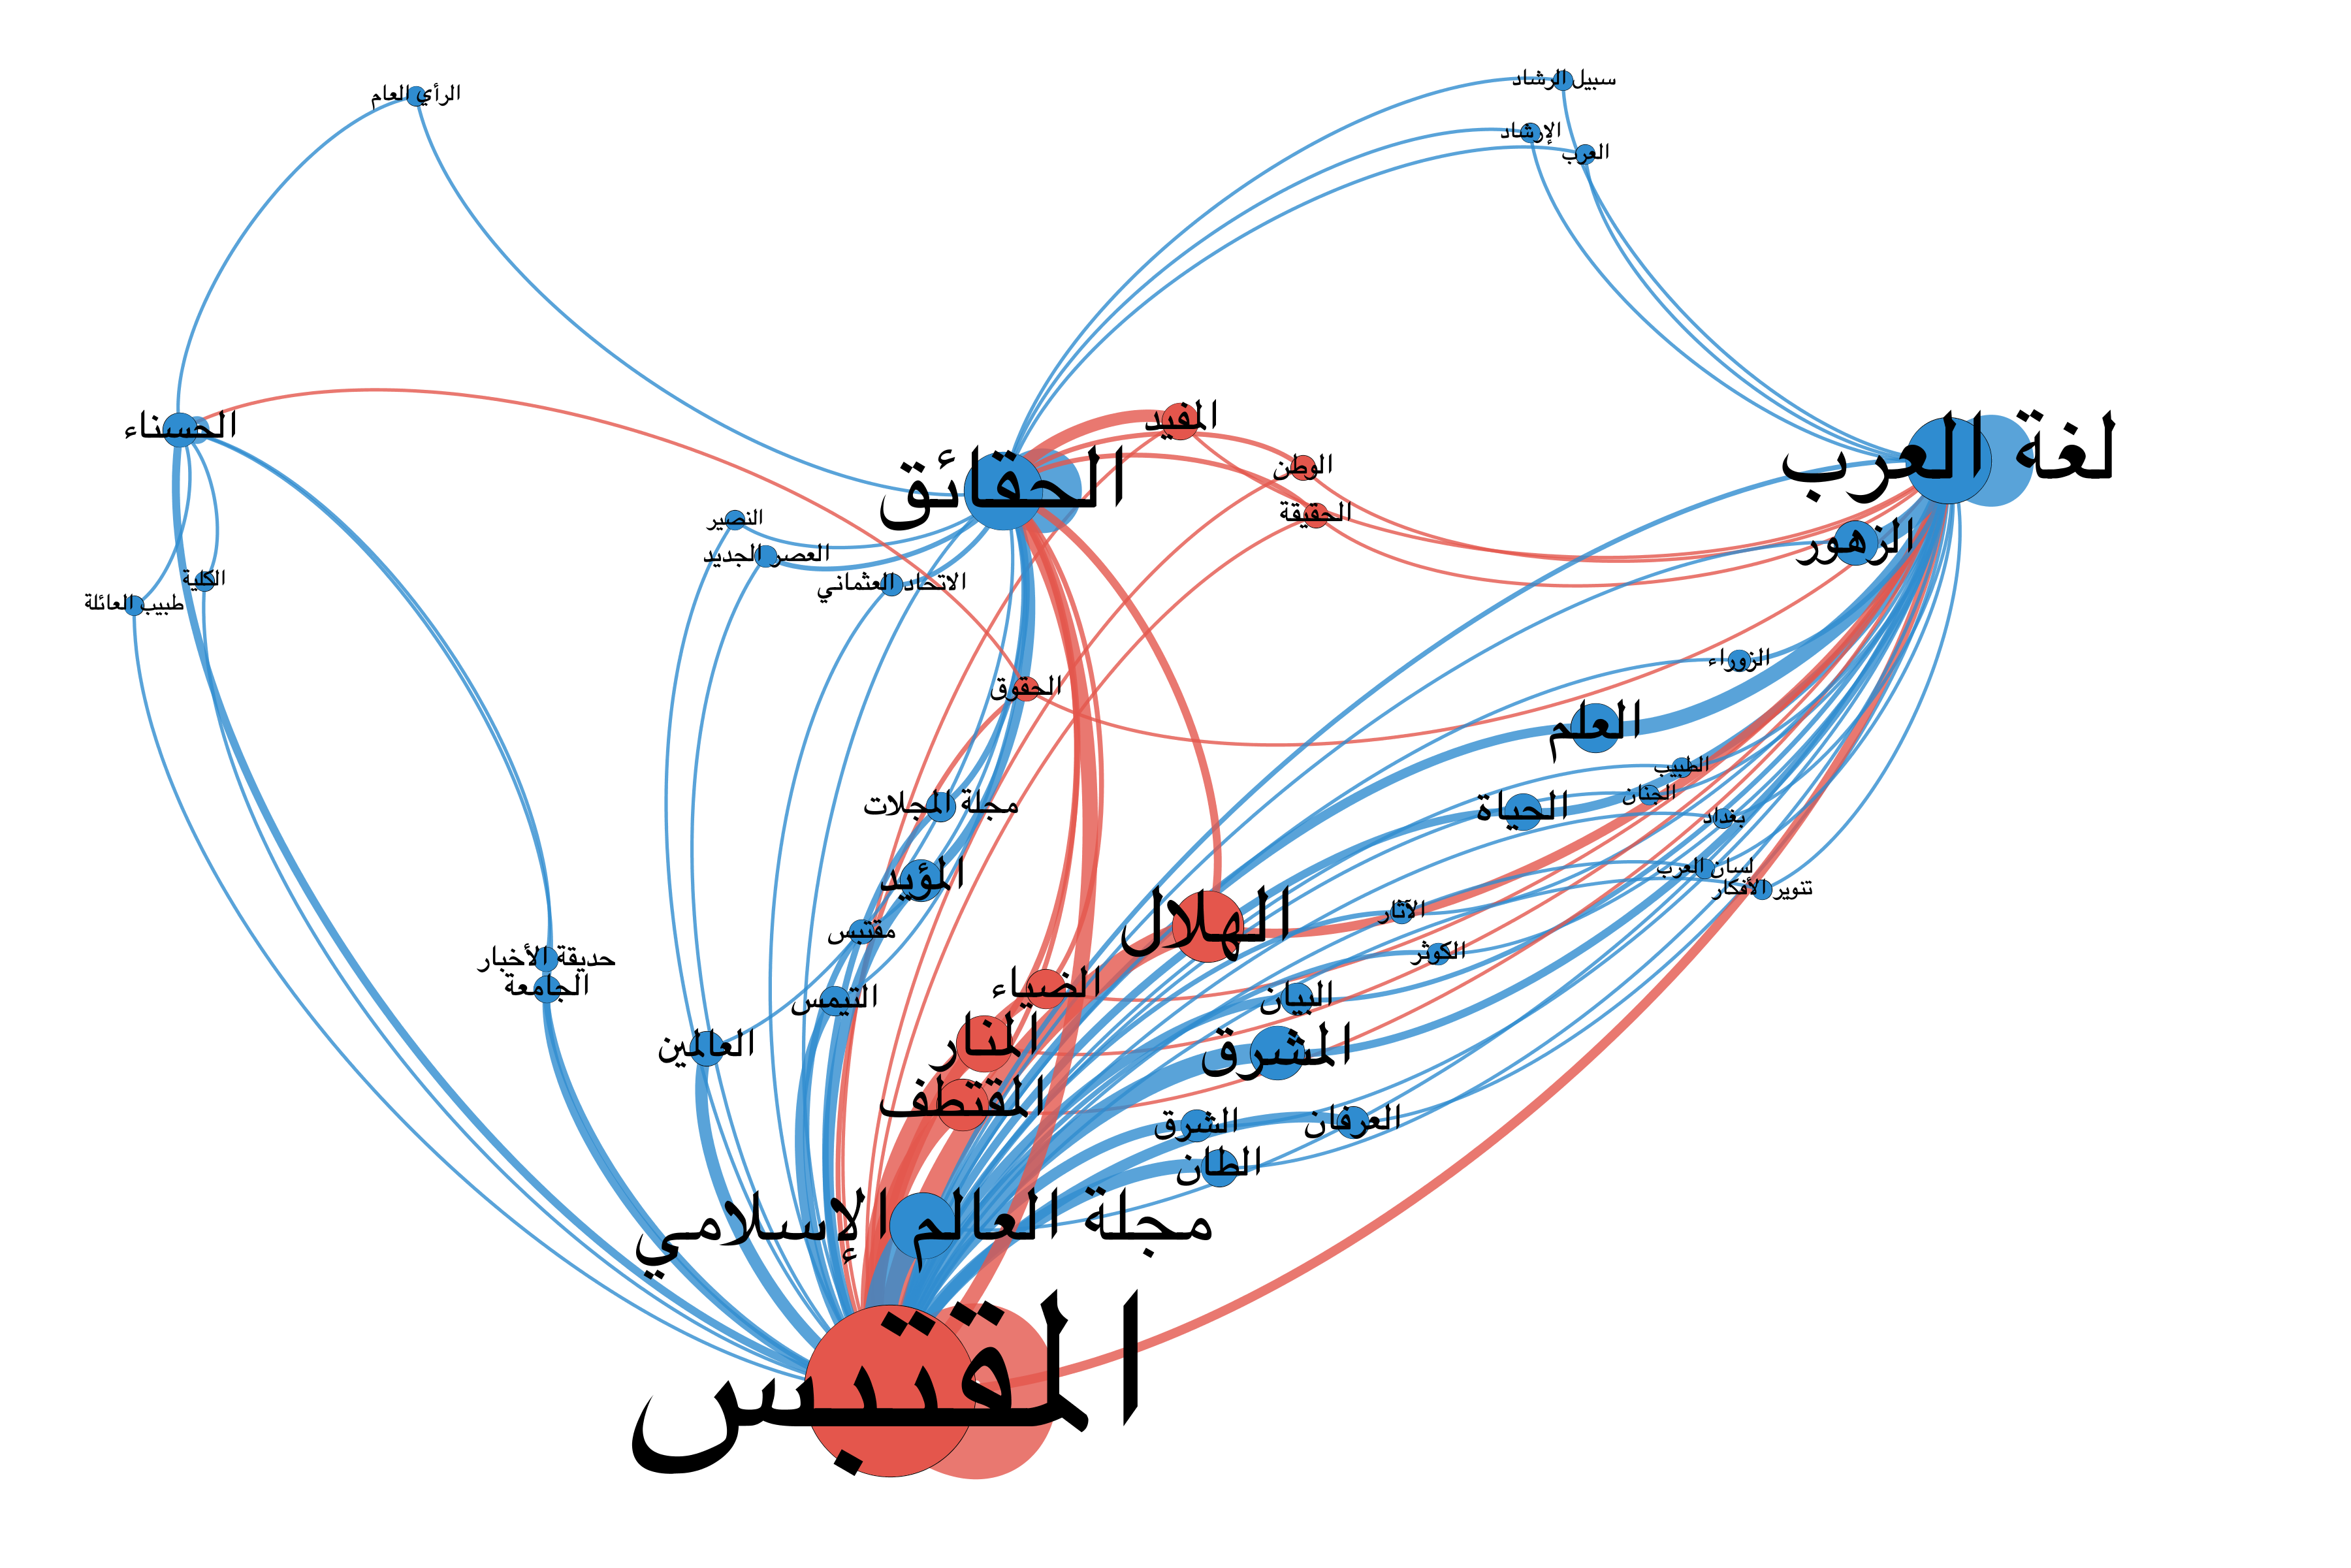 سبيل الرشاد
الرأي العام
الإرشاد
العرب
المفيد
الحسناء
لغة العرب
الوطن
الحقائق
الحقيقة
النصير
الزهور
العصر الجديد
الكلية
الاتحاد العثماني
طبيب العائلة
الزوراء
الحقوق
العلم
الطبيب
الجنان
مجلة المجلات
الحياة
بغداد
لسان العرب
المؤيد
تنوير الأفكار
الآثار
الهلال
مقتبس
الكوثر
حديقة الأخبار
الجامعة
الضياء
التيمس
البيان
المنار
العالمين
المشرق
المقتطف
الشرق
العرفان
الطان
مجلة العالم الإسلامي
المقتبس